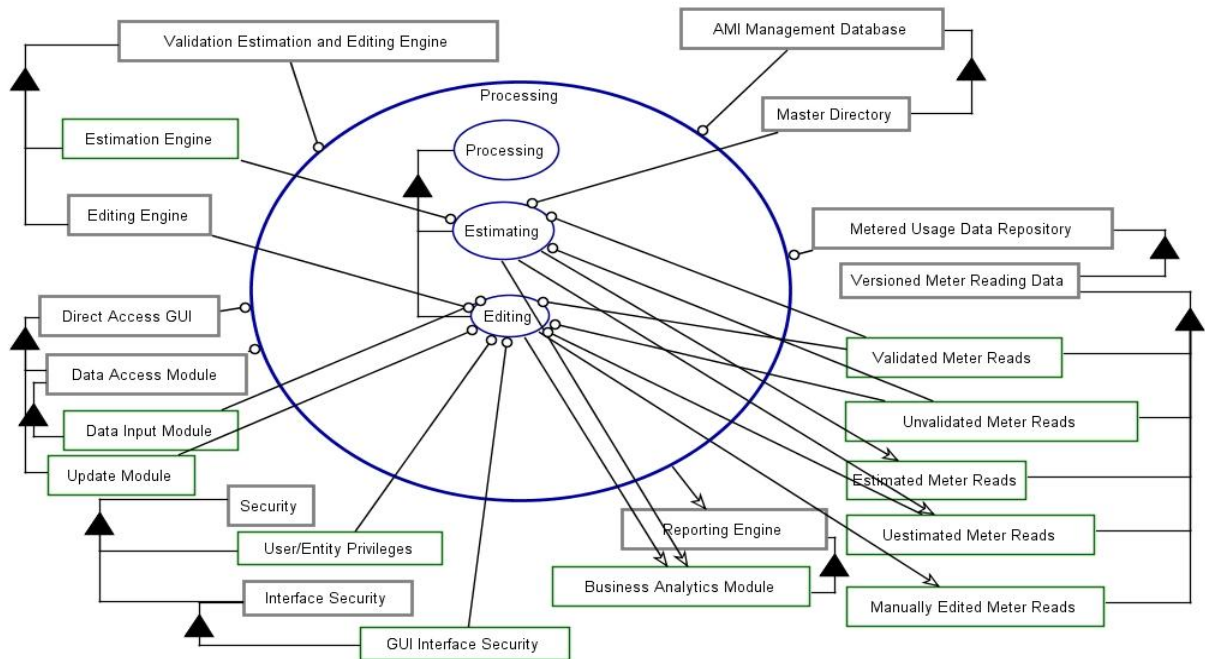 Validation Estimation and Editing Engine
AMI Management Database
Processing
Master Directory
Estimation Engine
Processing
Editing Engine
Estimating
Metered Usage Data Repository
Versioned Meter Reading Data
Direct Access GUI
Editing
Validated Meter Reads
Data Access Module
Data Input Module
Unvalidated Meter Reads
Update Module
Estimated Meter Reads
Security
Reporting Engine
Uestimated Meter Reads
User/Entity Privileges
Business Analytics Module
Interface Security
Manually Edited Meter Reads
GUI Interface Security